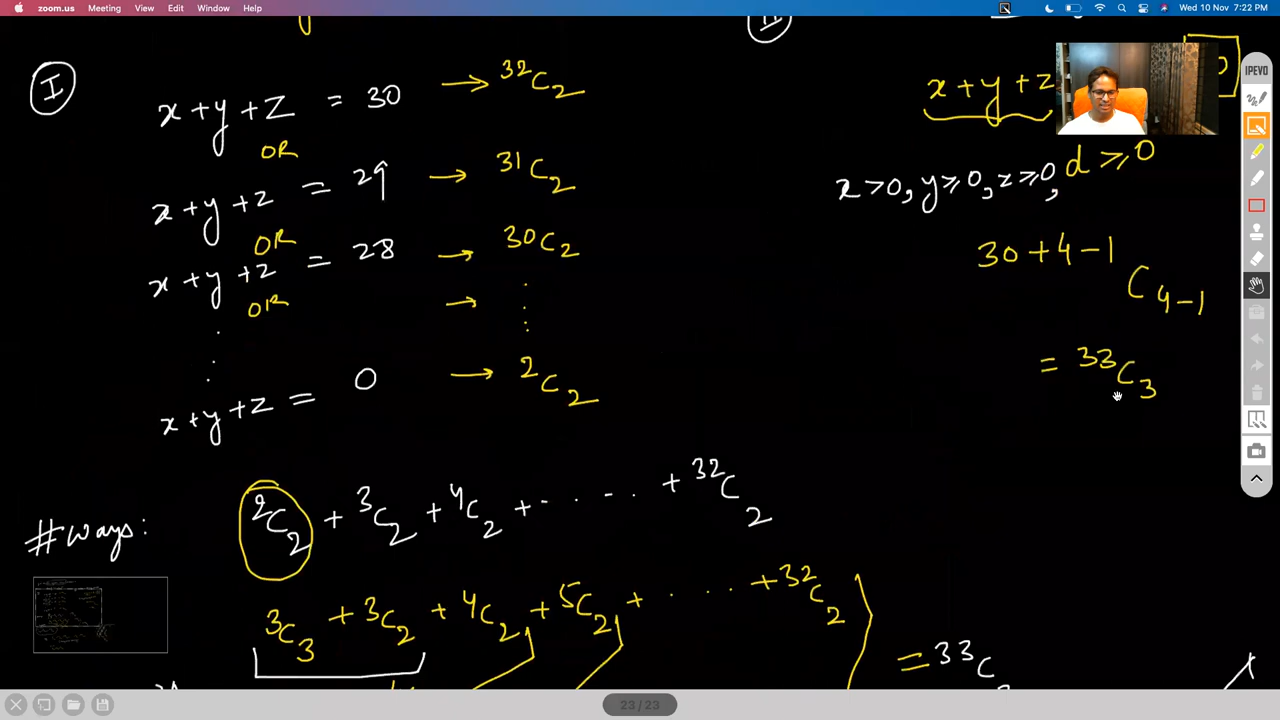 zoom.us Meeting View Edit Window Help Wed 10 Nov 7:22 PM
IPEVO
I
x + y + z = 30 → ³²C₂
OR
x + y + z = 29 → ³¹C₂
OR
x + y + z = 28 → 30C₂
OR
→
x + y + z = 0 → ²C₂
II
x + y + z
x > 0, y ≥ 0, z ≥ 0, d ≥ 0
30 + 4 - 1 C 4 - 1
= ³³C₃
#ways: ²C₂ + ³C₂ + ⁴C₂ + ..... + ³²C₂
³C₃ + ³C₂ + ⁴C₂ + ⁵C₂ + ..... + ³²C₂
= ³³C
23 / 23